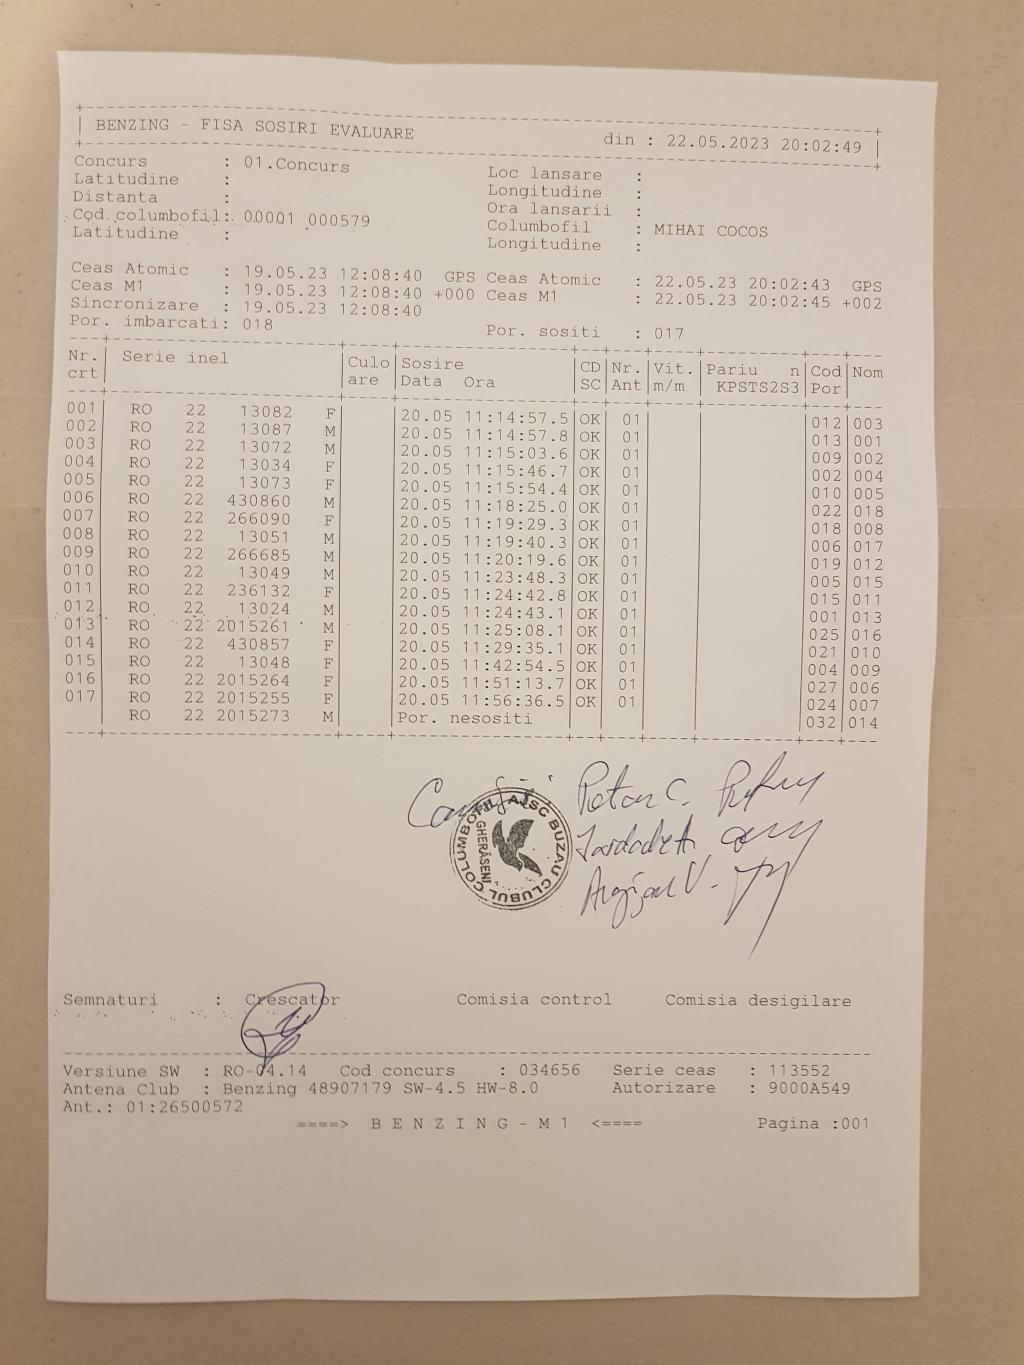 BENZING - FISA SOSIRI EVALUARE din : 22.05.2023 20:02:49
Concurs : 01.Concurs Loc lansare :
Latitudine : Longitudine :
Distanta : Ora lansarii :
Cod columbofil: 00001 000579 Columbofil : MIHAI COCOS
Latitudine : Longitudine :
Ceas Atomic : 19.05.23 12:08:40 GPS Ceas Atomic : 22.05.23 20:02:43 GPS
Ceas M1 : 19.05.23 12:08:40 +000 Ceas M1 : 22.05.23 20:02:45 +002
Sincronizare : 19.05.23 12:08:40
Por. imbarcati: 018 Por. sositi : 017
Nr. Serie inel Culo Sosire CD Nr. Vit. Pariu n Cod Nom
crt are Data Ora SC Ant m/m KPSTS2S3 Por
001 RO 22 13082 F 20.05 11:14:57.5 OK 01 012 003
002 RO 22 13087 M 20.05 11:14:57.8 OK 01 013 001
003 RO 22 13072 M 20.05 11:15:03.6 OK 01 009 002
004 RO 22 13034 F 20.05 11:15:46.7 OK 01 002 004
005 RO 22 13073 F 20.05 11:15:54.4 OK 01 010 005
006 RO 22 430860 M 20.05 11:18:25.0 OK 01 022 018
007 RO 22 266090 F 20.05 11:19:29.3 OK 01 018 008
008 RO 22 13051 M 20.05 11:19:40.3 OK 01 006 017
009 RO 22 266685 M 20.05 11:20:19.6 OK 01 019 012
010 RO 22 13049 M 20.05 11:23:48.3 OK 01 005 015
011 RO 22 236132 F 20.05 11:24:42.8 OK 01 015 011
012 RO 22 13024 M 20.05 11:24:43.1 OK 01 001 013
013 RO 22 2015261 M 20.05 11:25:08.1 OK 01 025 016
014 RO 22 430857 F 20.05 11:29:35.1 OK 01 021 010
015 RO 22 13048 F 20.05 11:42:54.5 OK 01 004 009
016 RO 22 2015264 F 20.05 11:51:13.7 OK 01 027 006
017 RO 22 2015255 F 20.05 11:56:36.5 OK 01 024 007
RO 22 2015273 M Por. nesositi 032 014
AJSC BUZAU CLUBUL COLUMBOFIL
GHERĂSENI
Semnaturi : Crescator Comisia control Comisia desigilare
Versiune SW : RO-04.14 Cod concurs : 034656 Serie ceas : 113552
Antena Club : Benzing 48907179 SW-4.5 HW-8.0 Autorizare : 9000A549
Ant.: 01:26500572
====> B E N Z I N G - M 1 <==== Pagina :001